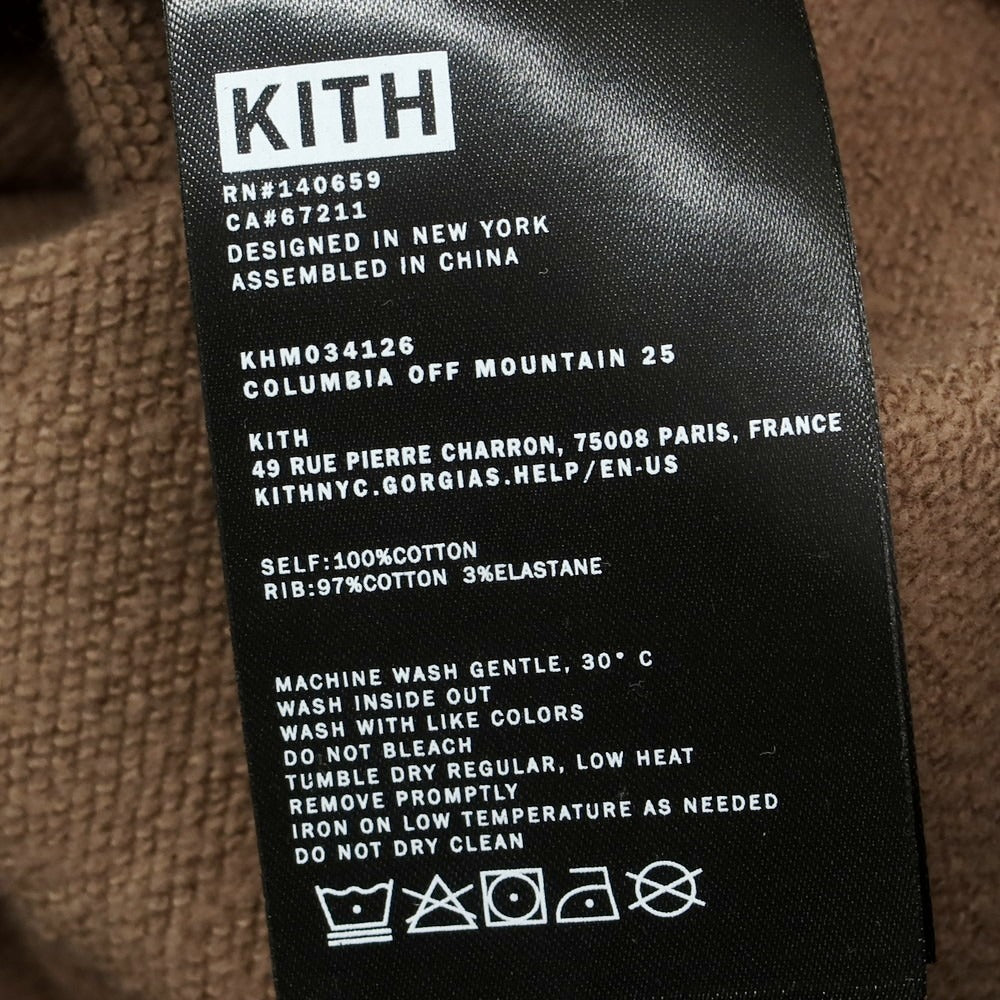 KITH
RN#140659
CA#67211
DESIGNED IN NEW YORK
ASSEMBLED IN CHINA
KHM034126
COLUMBIA OFF MOUNTAIN 25
KITH
49 RUE PIERRE CHARRON, 75008 PARIS, FRANCE
KITHNYC.GORGIAS.HELP/EN-US
SELF:100%COTTON
RIB:97%COTTON 3%ELASTANE
MACHINE WASH GENTLE, 30° C
WASH INSIDE OUT
WASH WITH LIKE COLORS
DO NOT BLEACH
TUMBLE DRY REGULAR, LOW HEAT
REMOVE PROMPTLY
IRON ON LOW TEMPERATURE AS NEEDED
DO NOT DRY CLEAN